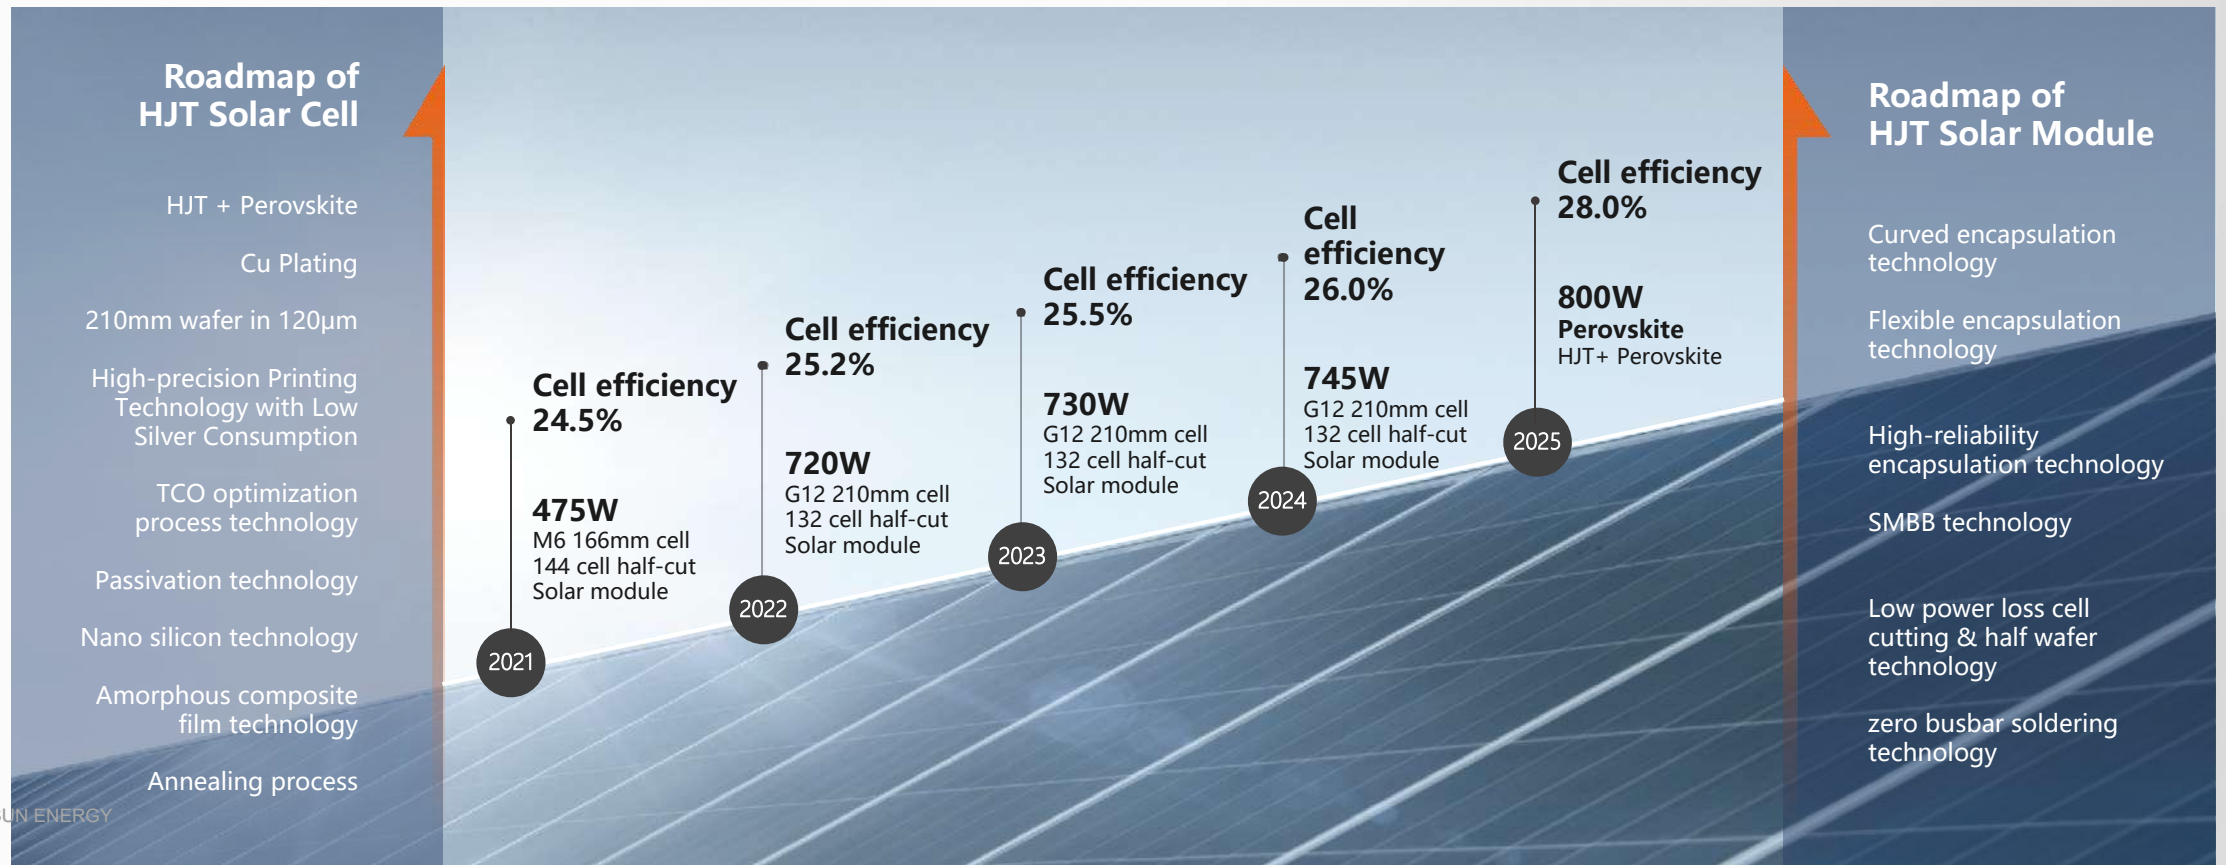 Roadmap of
HJT Solar Cell
HJT + Perovskite
Cu Plating
210mm wafer in 120μm
High-precision Printing
Technology with Low
Silver Consumption
TCO optimization
process technology
Passivation technology
Nano silicon technology
Amorphous composite
film technology
Annealing process
UN ENERGY
Cell efficiency
24.5%
475W
M6 166mm cell
144 cell half-cut
Solar module
2021
Cell efficiency
25.2%
720W
G12 210mm cell
132 cell half-cut
Solar module
2022
Cell efficiency
25.5%
730W
G12 210mm cell
132 cell half-cut
Solar module
2023
Cell
efficiency
26.0%
745W
G12 210mm cell
132 cell half-cut
Solar module
2024
Cell efficiency
28.0%
800W
Perovskite
HJT+ Perovskite
2025
Roadmap of
HJT Solar Module
Curved encapsulation
technology
Flexible encapsulation
technology
High-reliability
encapsulation technology
SMBB technology
Low power loss cell
cutting & half wafer
technology
zero busbar soldering
technology